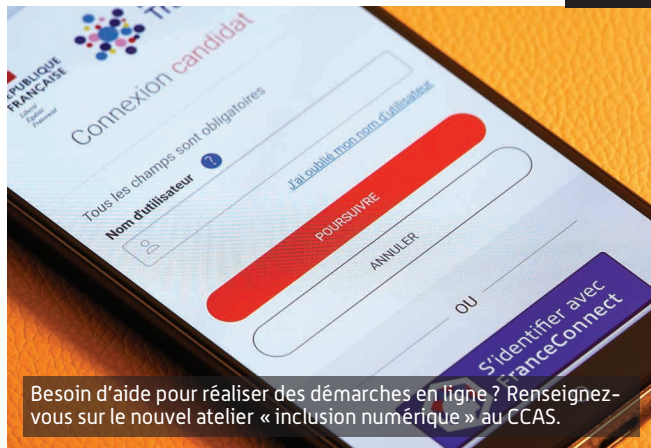 RÉPUBLIQUE
FRANÇAISE
Liberté
Égalité
Fraternité
Connexion candidat
Tous les champs sont obligatoires
Nom d'utilisateur ?
J'ai oublié mon nom d'utilisateur
POURSUIVRE
ANNULER
OU
S'identifier avec
FranceConnect
Besoin d'aide pour réaliser des démarches en ligne ? Renseignez-
vous sur le nouvel atelier « inclusion numérique » au CCAS.